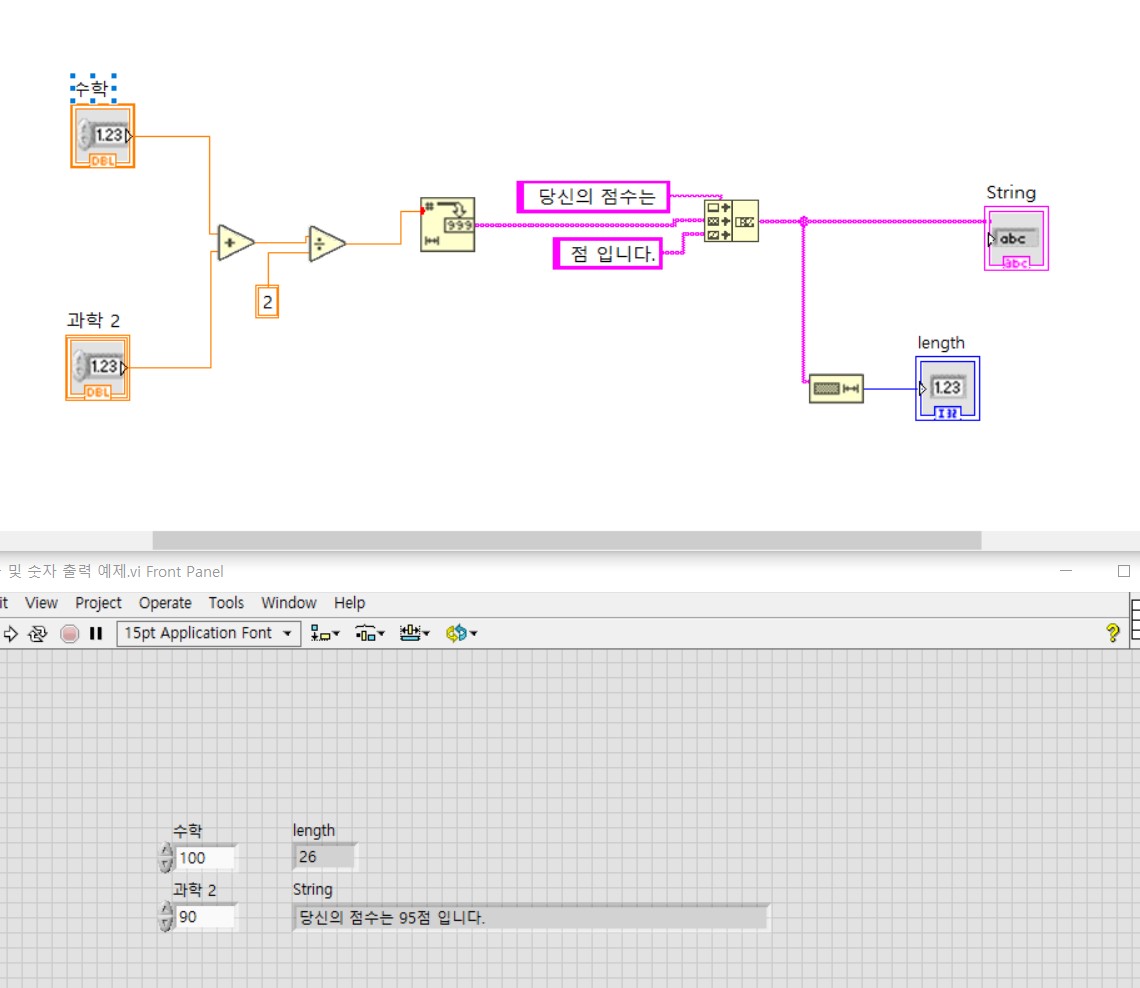 수학
1.23
DBL
과학 2
1.23
DBL
2
#
999
당신의 점수는
점 입니다.
String
abc
abc
length
1.23
I32
및 숫자 출력 예제.vi Front Panel
it View Project Operate Tools Window Help
15pt Application Font
?
수학
100
length
26
과학 2
90
String
당신의 점수는 95점 입니다.